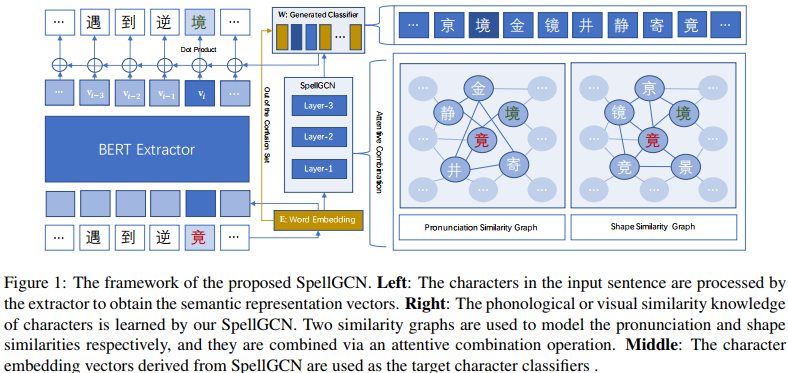 ··· 遇 到 逆 境 ···
W: Generated Classifier
··· 亰 境 金 镜 井 静 寄 竟 ···
Dot Product
··· v_{i−3} v_{i−2} v_{i−1} v_i ···
BERT Extractor
··· 遇 到 逆 竟 ···
Out of the Confusion Set
SpellGCN
Layer-3
Layer-2
Layer-1
E: Word Embedding
Attentive Combination
··· 金 ···
静 境
··· 竟 ···
井 寄
··· ···
Pronunciation Similarity Graph
··· 亰 ···
镜 境
··· 竟 ···
竞 景
··· ···
Shape Similarity Graph
Figure 1: The framework of the proposed SpellGCN. Left: The characters in the input sentence are processed by
the extractor to obtain the semantic representation vectors. Right: The phonological or visual similarity knowledge
of characters is learned by our SpellGCN. Two similarity graphs are used to model the pronunciation and shape
similarities respectively, and they are combined via an attentive combination operation. Middle: The character
embedding vectors derived from SpellGCN are used as the target character classifiers .